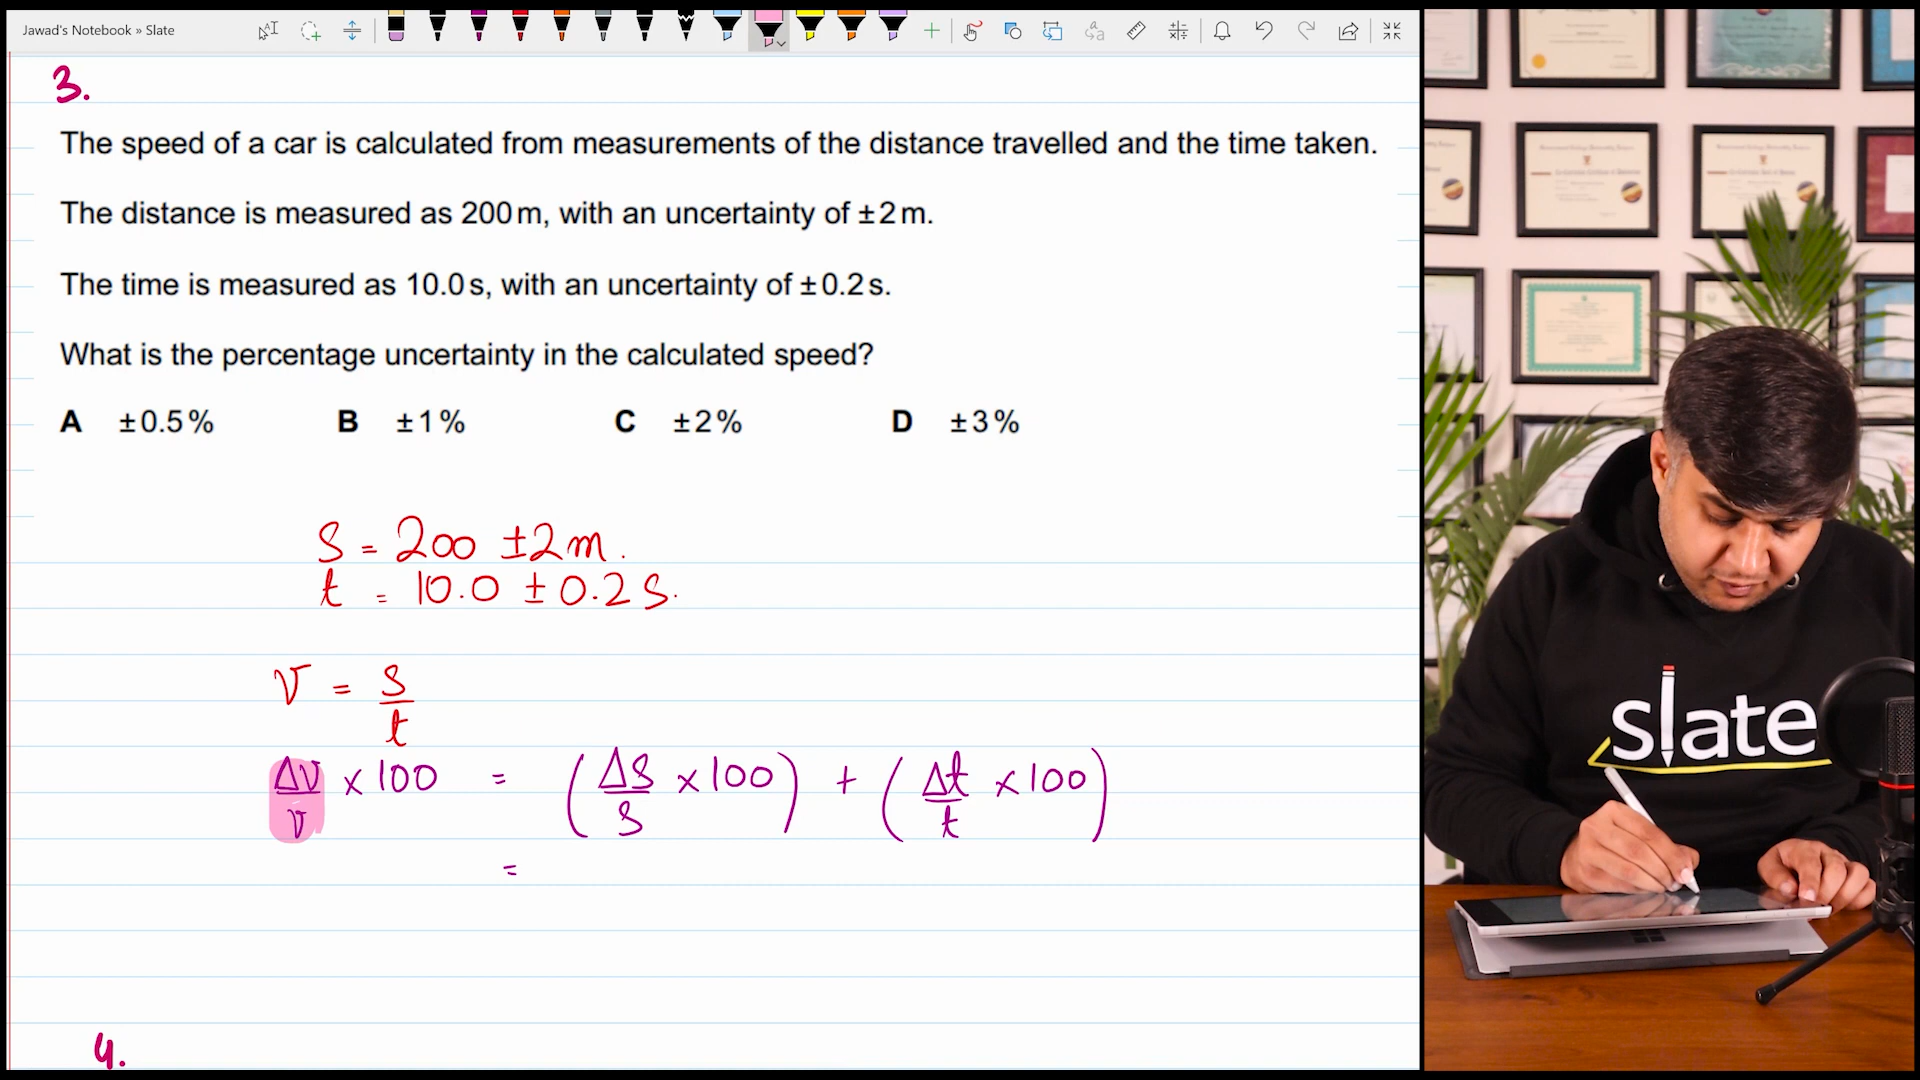 Jawad's Notebook » Slate
3.
The speed of a car is calculated from measurements of the distance travelled and the time taken.
The distance is measured as 200 m, with an uncertainty of ±2 m.
The time is measured as 10.0 s, with an uncertainty of ±0.2 s.
What is the percentage uncertainty in the calculated speed?
A ±0.5% B ±1% C ±2% D ±3%
S = 200 ±2m.
t = 10.0 ±0.2 s.
v = s/t
Δv/v × 100 = (Δs/s × 100) + (Δt/t × 100)
=
4.
slate